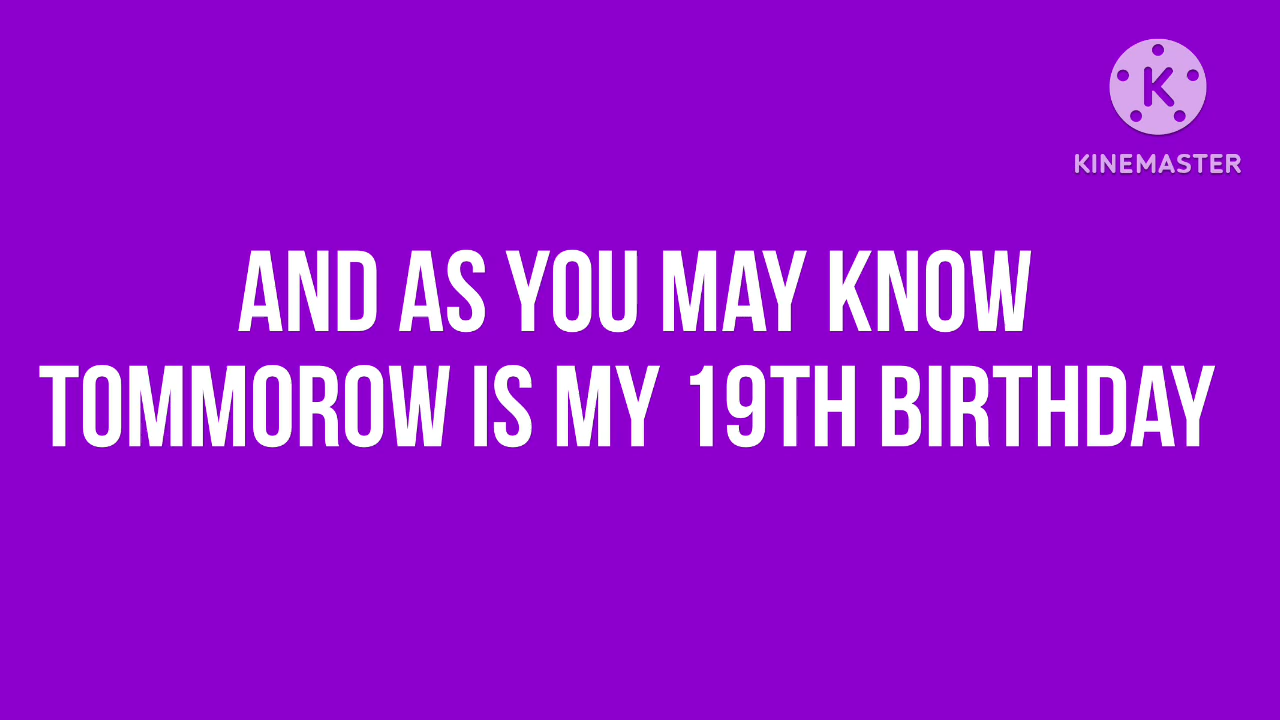 K
KINEMASTER
AND AS YOU MAY KNOW
TOMMOROW IS MY 19TH BIRTHDAY